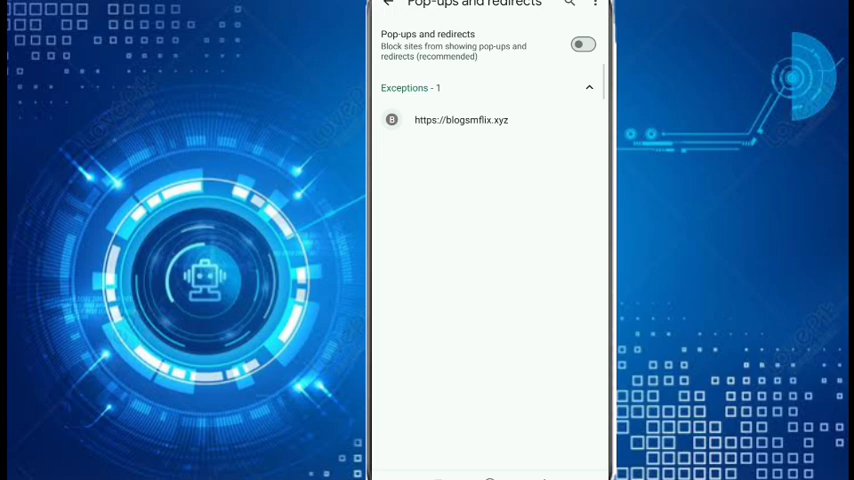 Pop-ups and redirects
Pop-ups and redirects
Block sites from showing pop-ups and
redirects (recommended)
Exceptions - 1
B
https://blogsmflix.xyz